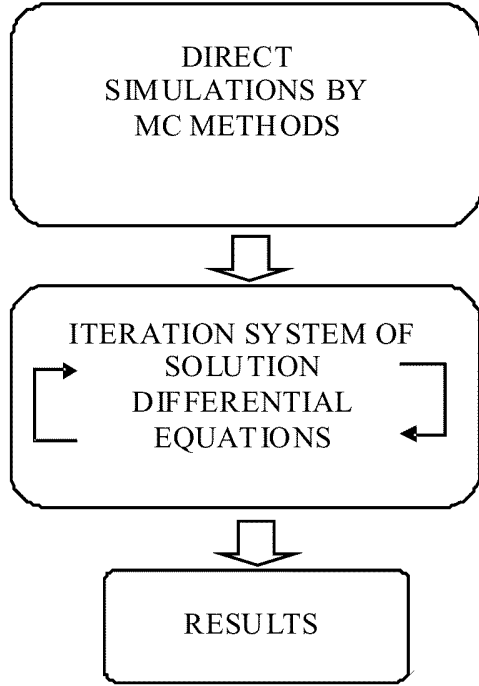 DIRECT
SIMULATIONS BY
MC METHODS
ITERATION SYSTEM OF
SOLUTION
DIFFERENTIAL
EQUATIONS
RESULTS